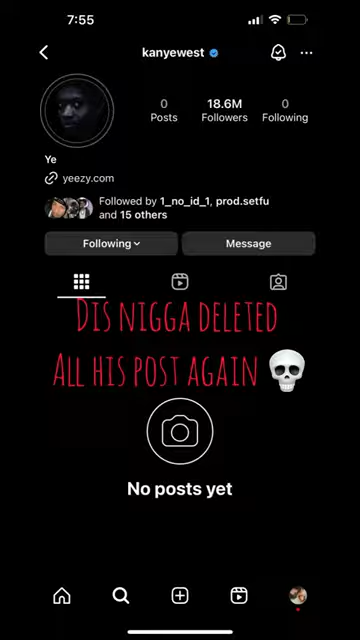 7:55
kanyewest
0
18.6M
0
Posts
Followers
Following
Ye
yeezy.com
Followed by 1_no_id_1, prod.setfu
and 15 others
Following
Message
DIS NIGGA DELETED
ALL HIS POST AGAIN 💀
No posts yet